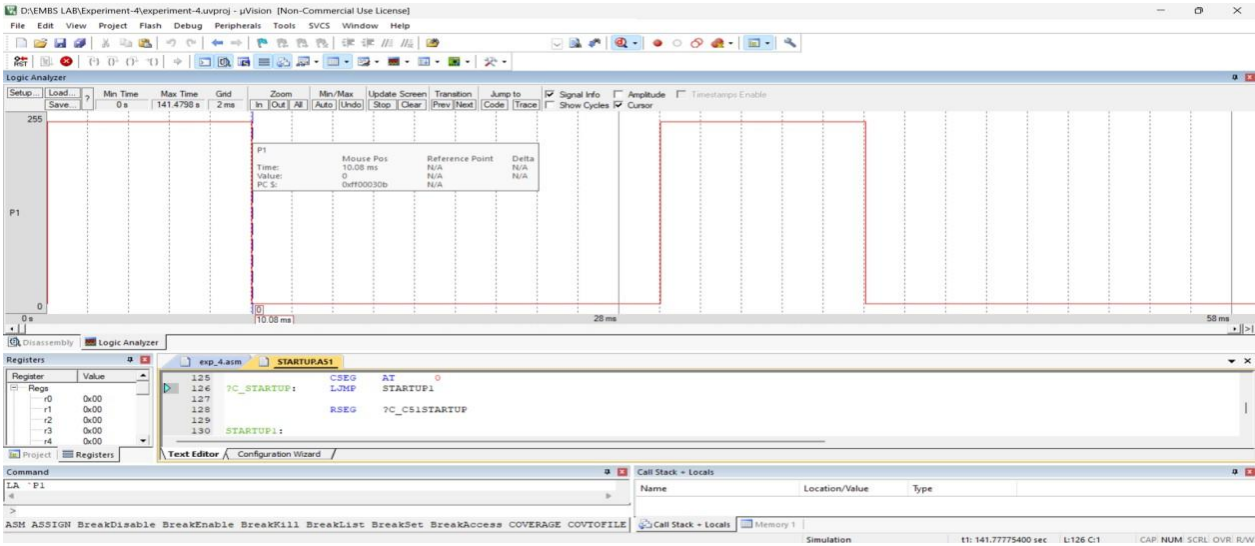 D:\EMBS LAB\Experiment-4\experiment-4.uvproj - µVision [Non-Commercial Use License]
File Edit View Project Flash Debug Peripherals Tools SVCS Window Help
Logic Analyzer
Setup... Load... Save... ? Min Time 0 s Max Time 141.4798 s Grid 2 ms Zoom In Out All Min/Max Auto Undo Update Screen Stop Clear Transition Prev Next Jump to Code Trace Signal Info Amplitude Timestamps Enable
Show Cycles Cursor
255
P1
Mouse Pos Reference Point Delta
Time: 10.08 ms N/A N/A
Value: 0 N/A N/A
PC $: 0xff00030b N/A
P1
0
0
0 s 10.08 ms 28 ms 58 ms
Disassembly Logic Analyzer
Registers
Register Value
Regs
r0 0x00
r1 0x00
r2 0x00
r3 0x00
r4 0x00
Project Registers
exp_4.asm STARTUP.A51
125 CSEG AT 0
126 ?C_STARTUP: LJMP STARTUP1
127
128 RSEG ?C_C51STARTUP
129
130 STARTUP1:
Text Editor Configuration Wizard
Command
LA `P1
>
ASM ASSIGN BreakDisable BreakEnable BreakKill BreakList BreakSet BreakAccess COVERAGE COVTOFILE
Call Stack + Locals
Name Location/Value Type
Call Stack + Locals Memory 1
Simulation t1: 141.77775400 sec L:126 C:1 CAP NUM SCRL OVR R/W